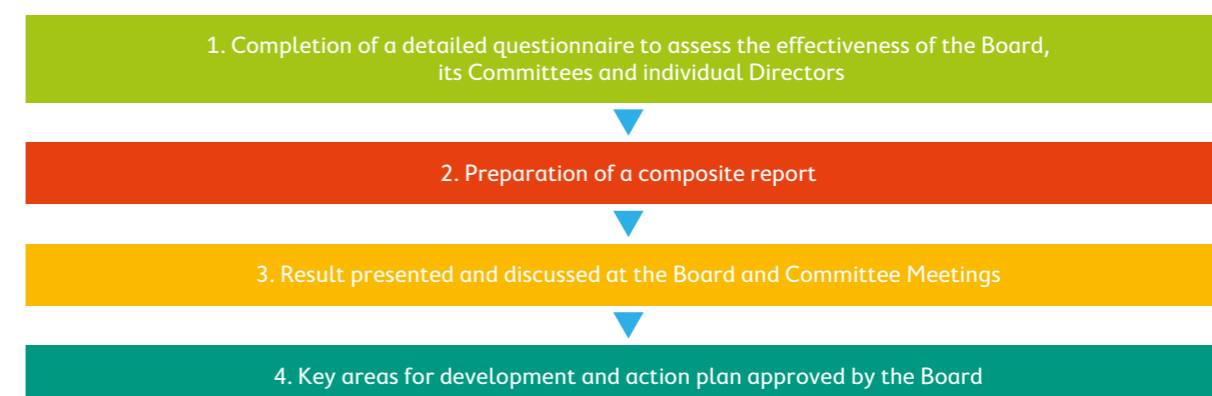 1. Completion of a detailed questionnaire to assess the effectiveness of the Board,
its Committees and individual Directors
2. Preparation of a composite report
3. Result presented and discussed at the Board and Committee Meetings
4. Key areas for development and action plan approved by the Board